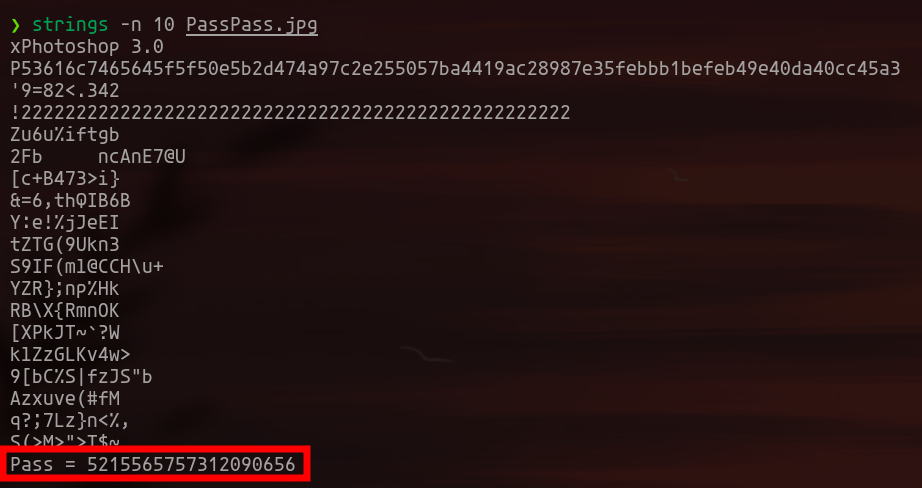 ❯ strings -n 10 PassPass.jpg
xPhotoshop 3.0
P53616c7465645f5f50e5b2d474a97c2e255057ba4419ac28987e35febbb1befeb49e40da40cc45a3
'9=82<.342
!22222222222222222222222222222222222222222222222222
Zu6u%iftgb
2Fb     ncAnE7@U
[c+B473>i}
&=6,thQIB6B
Y:e!%jJeEI
tZTG(9Ukn3
S9IF(ml@CCH\u+
YZR};np%Hk
RB\X{RmnOK
[XPkJT~`?W
klZzGLKv4w>
9[bC%S|fzJS"b
Azxuve(#fM
q?;7Lz}n<%,
S(>M>">T$~
Pass = 5215565757312090656